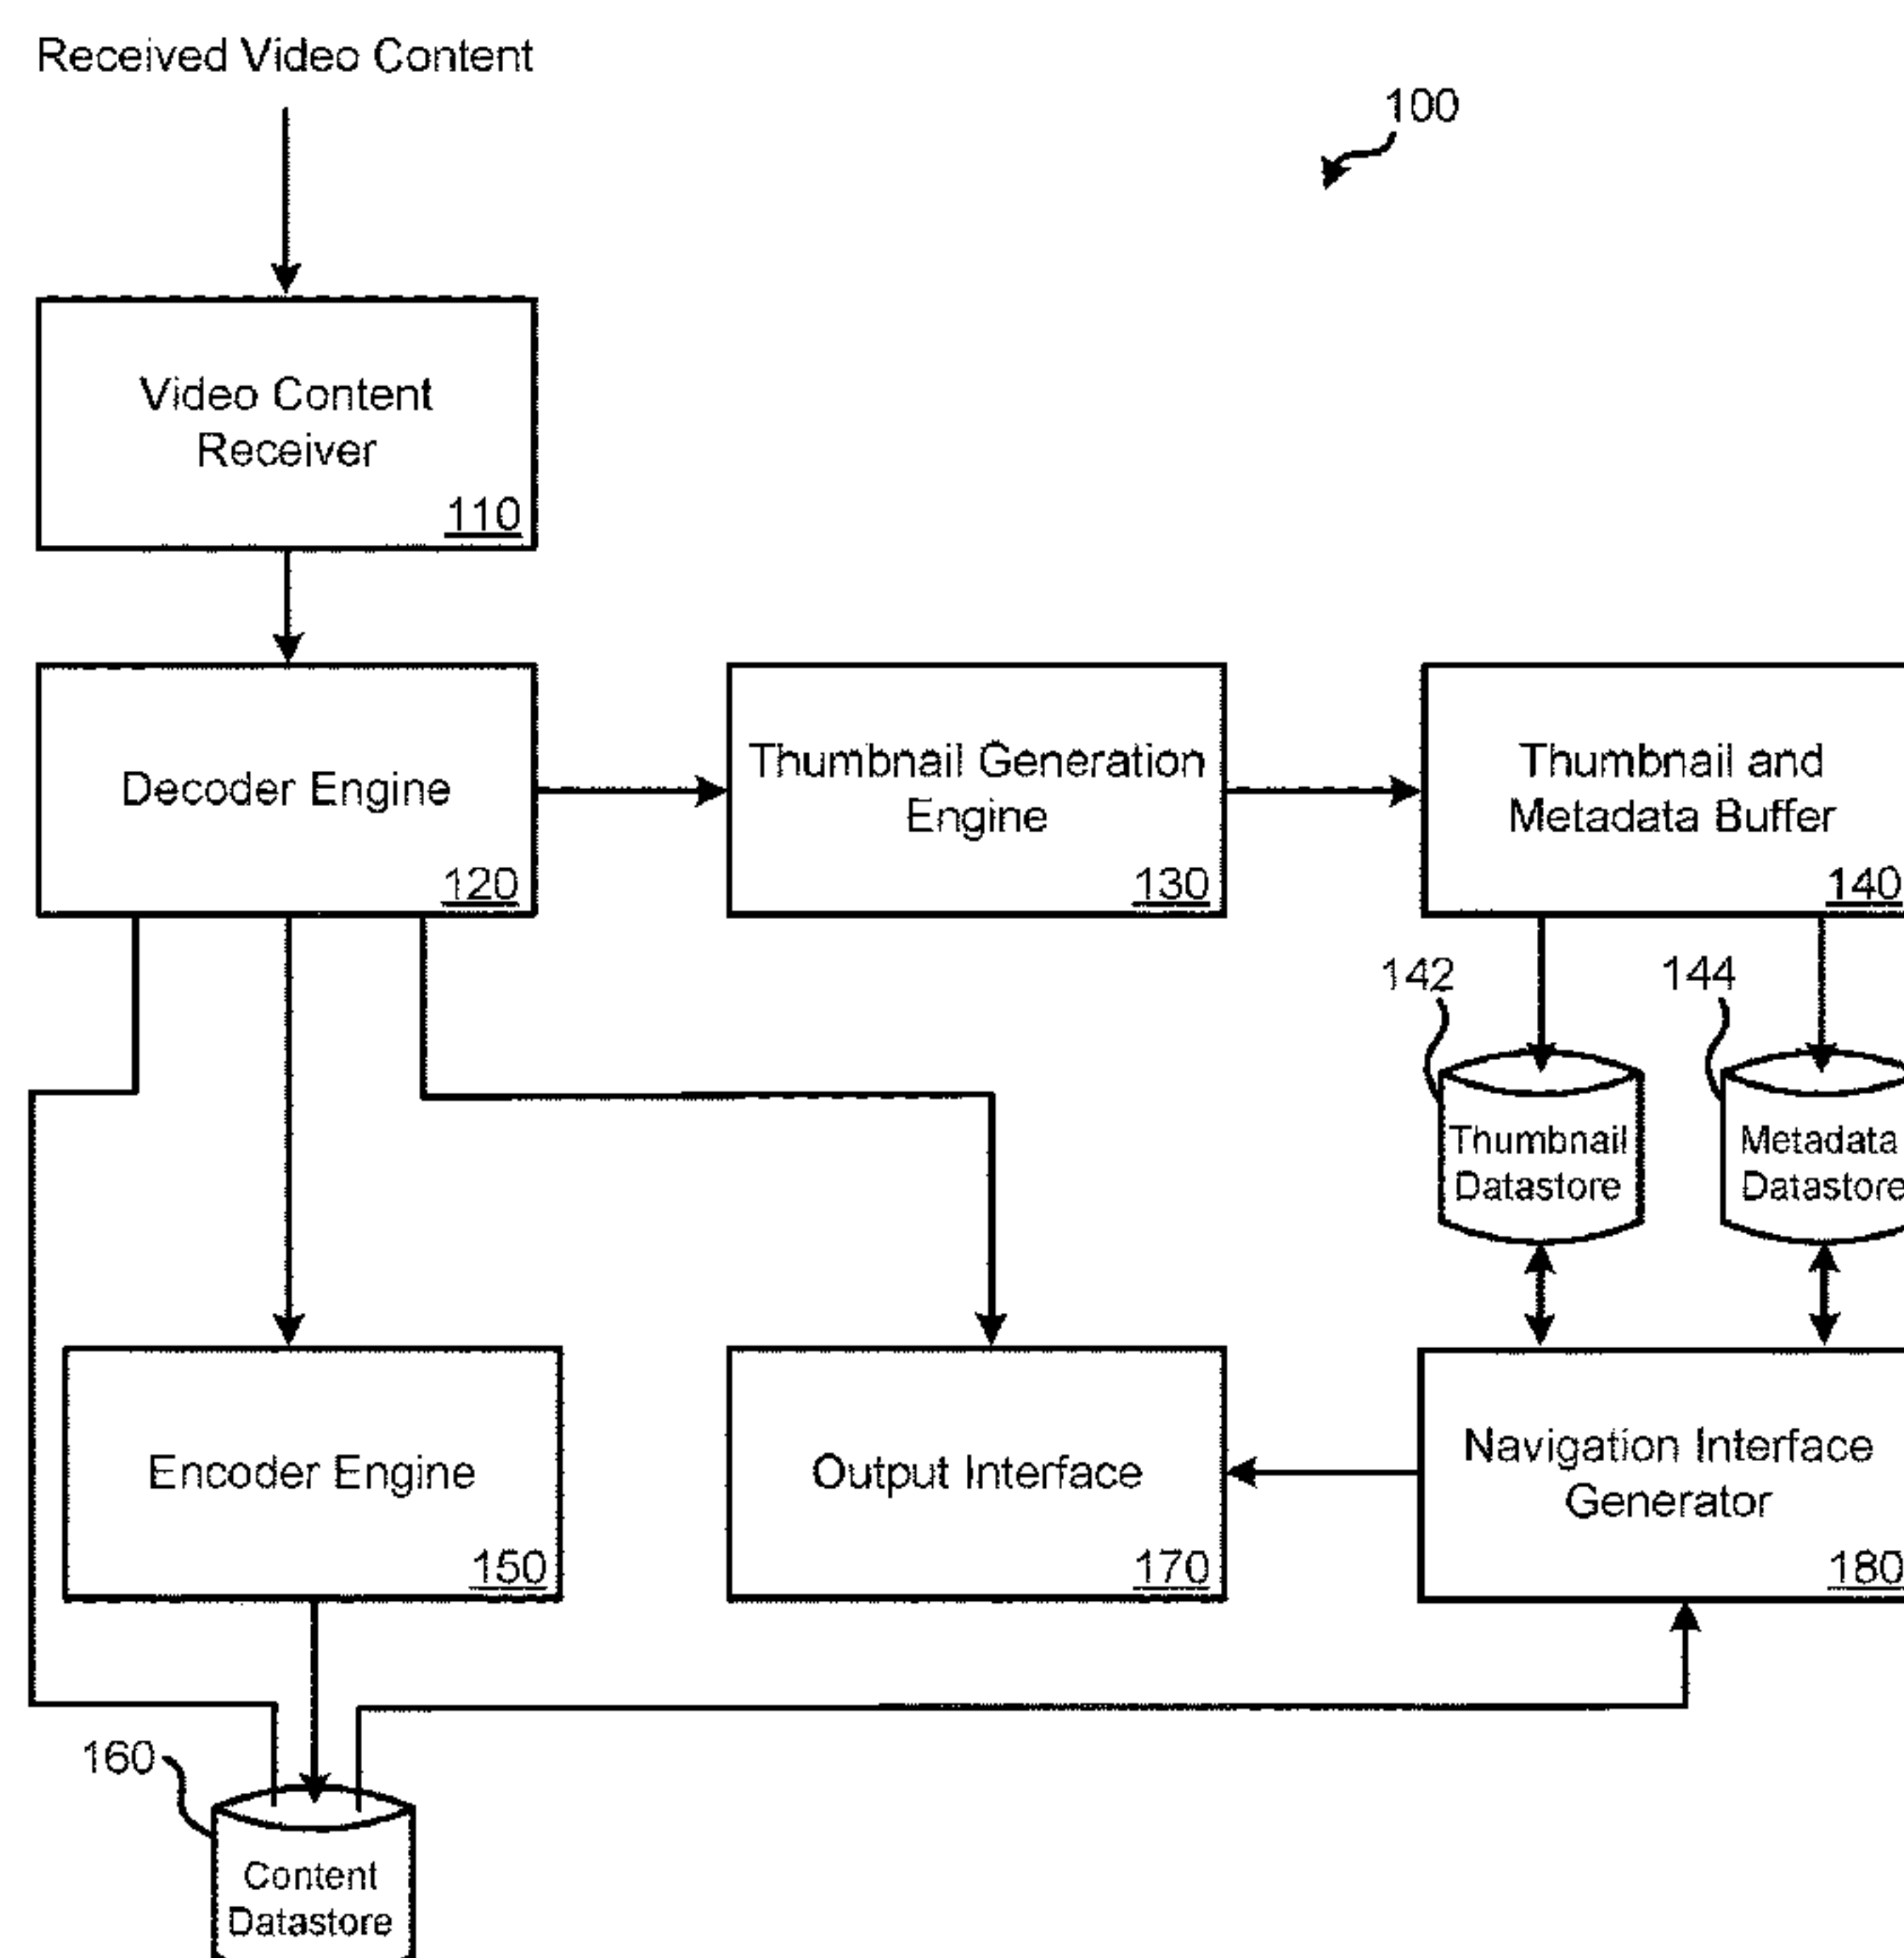 Received Video Content
100
Video Content
Receiver
110
Decoder Engine
120
Thumbnail Generation
Engine
130
Thumbnail and
Metadata Buffer
140
142
144
Thumbnail
Datastore
Metadata
Datastore
Encoder Engine
150
Output Interface
170
Navigation Interface
Generator
180
160
Content
Datastore